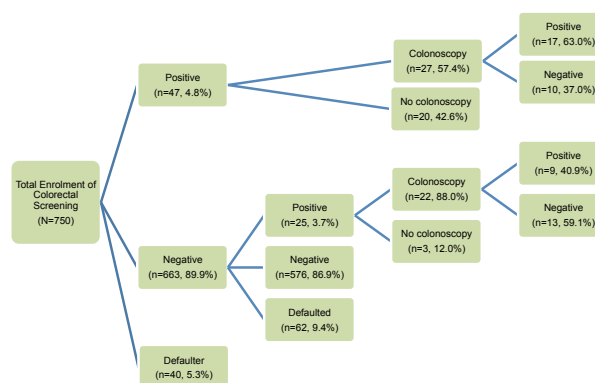 Total Enrolment of
Colorectal
Screening
(N=750)
Positive
(n=47, 4.8%)
Colonoscopy
(n=27, 57.4%)
Positive
(n=17, 63.0%)
Negative
(n=10, 37.0%)
No colonoscopy
(n=20, 42.6%)
Negative
(n=663, 89.9%)
Positive
(n=25, 3.7%)
Colonoscopy
(n=22, 88.0%)
Positive
(n=9, 40.9%)
Negative
(n=13, 59.1%)
No colonoscopy
(n=3, 12.0%)
Negative
(n=576, 86.9%)
Defaulted
(n=62, 9.4%)
Defaulter
(n=40, 5.3%)